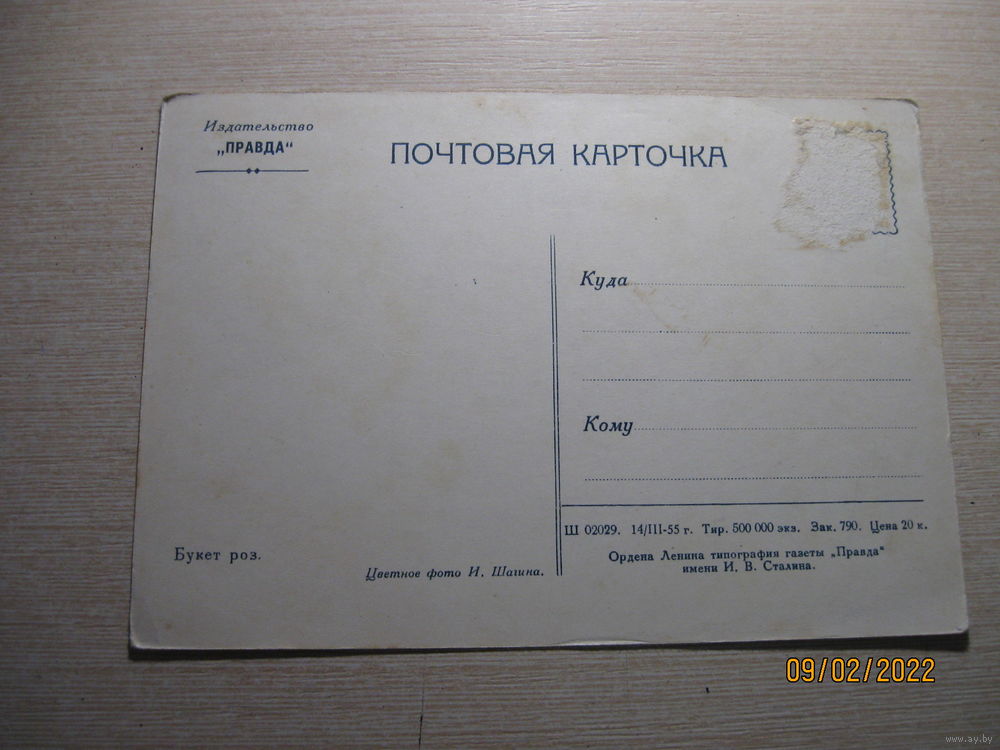 Издательство
„ПРАВДА“
ПОЧТОВАЯ КАРТОЧКА
Куда
Кому
Букет роз.
Цветное фото И. Шагина.
Ш 02029. 14/III-55 г. Тир. 500 000 экз. Зак. 790. Цена 20 к.
Ордена Ленина типография газеты „Правда“
имени И. В. Сталина.
09/02/2022
www.ay.by